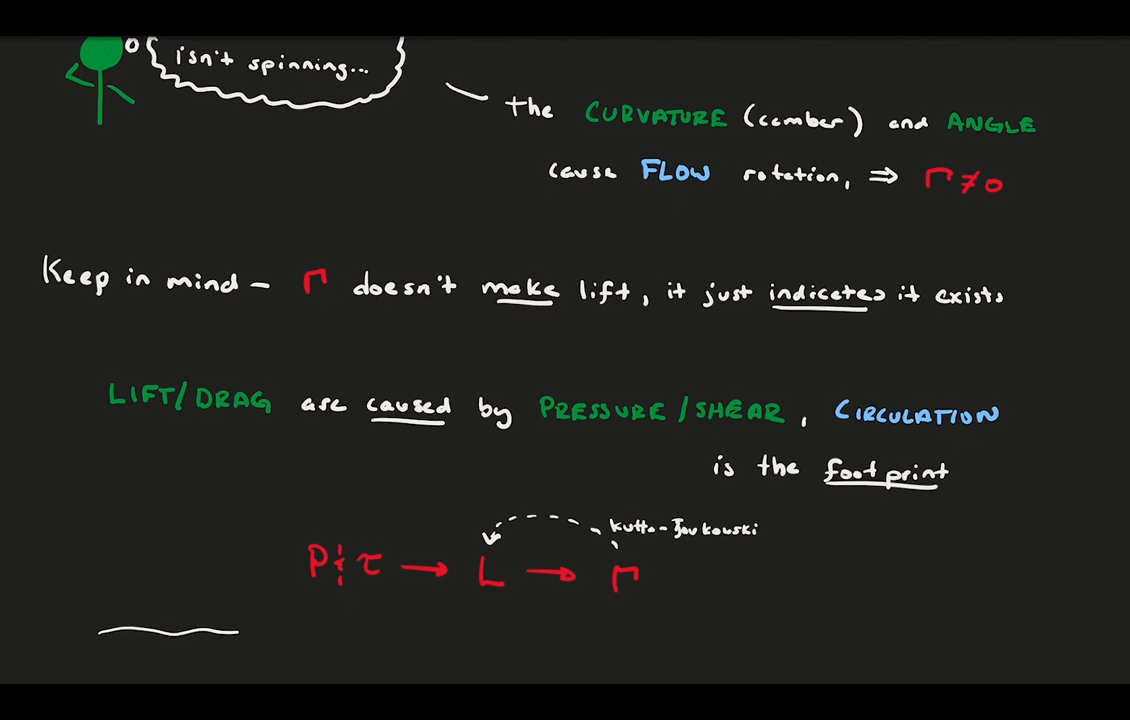 isn't spinning...
the CURVATURE (camber) and ANGLE
cause FLOW rotation, ⇒ Γ ≠ 0
Keep in mind - Γ doesn't make lift, it just indicates it exists
LIFT/DRAG are caused by PRESSURE/SHEAR, CIRCULATION
is the footprint
Kutta-Joukowski
P & τ → L → Γ